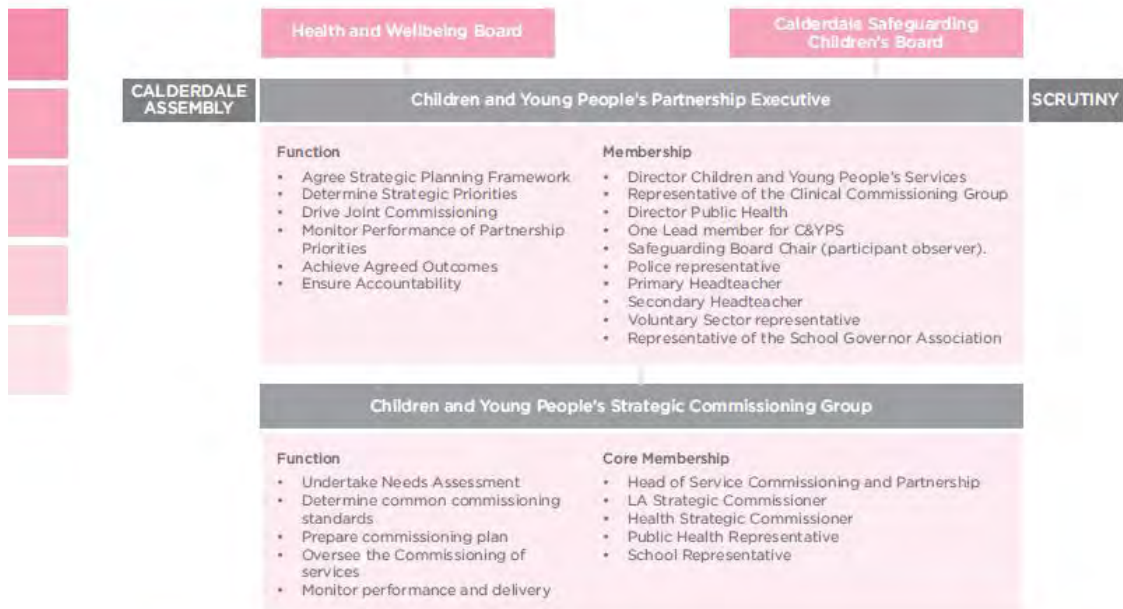 Health and Wellbeing Board
Calderdale Safeguarding
Children's Board
CALDERDALE
ASSEMBLY
Children and Young People's Partnership Executive
SCRUTINY
Function
• Agree Strategic Planning Framework
• Determine Strategic Priorities
• Drive Joint Commissioning
• Monitor Performance of Partnership
Priorities
• Achieve Agreed Outcomes
• Ensure Accountability
Membership
• Director Children and Young People's Services
• Representative of the Clinical Commissioning Group
• Director Public Health
• One Lead member for C&YPS
• Safeguarding Board Chair (participant observer).
• Police representative
• Primary Headteacher
• Secondary Headteacher
• Voluntary Sector representative
• Representative of the School Governor Association
Children and Young People's Strategic Commissioning Group
Function
• Undertake Needs Assessment
• Determine common commissioning
standards
• Prepare commissioning plan
• Oversee the Commissioning of
services
• Monitor performance and delivery
Core Membership
• Head of Service Commissioning and Partnership
• LA Strategic Commissioner
• Health Strategic Commissioner
• Public Health Representative
• School Representative